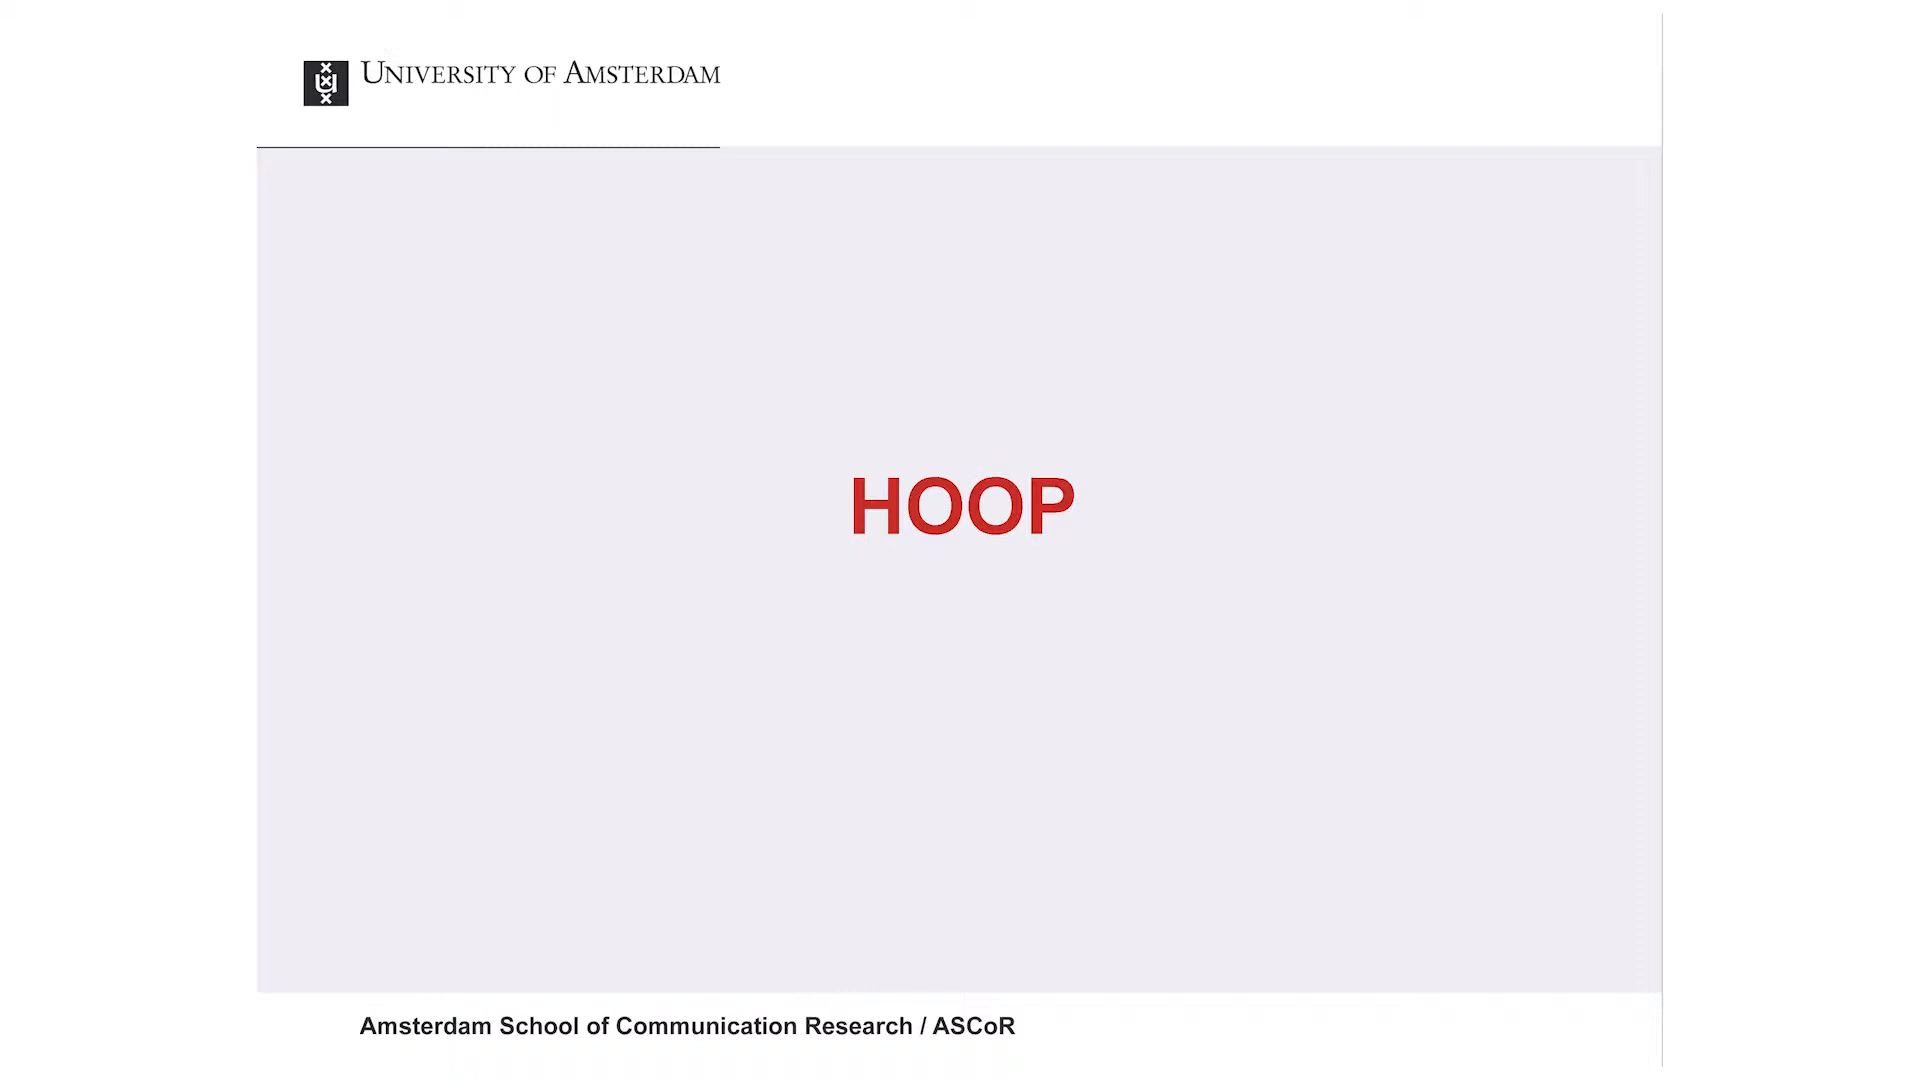 UNIVERSITY OF AMSTERDAM
HOOP
Amsterdam School of Communication Research / ASCoR